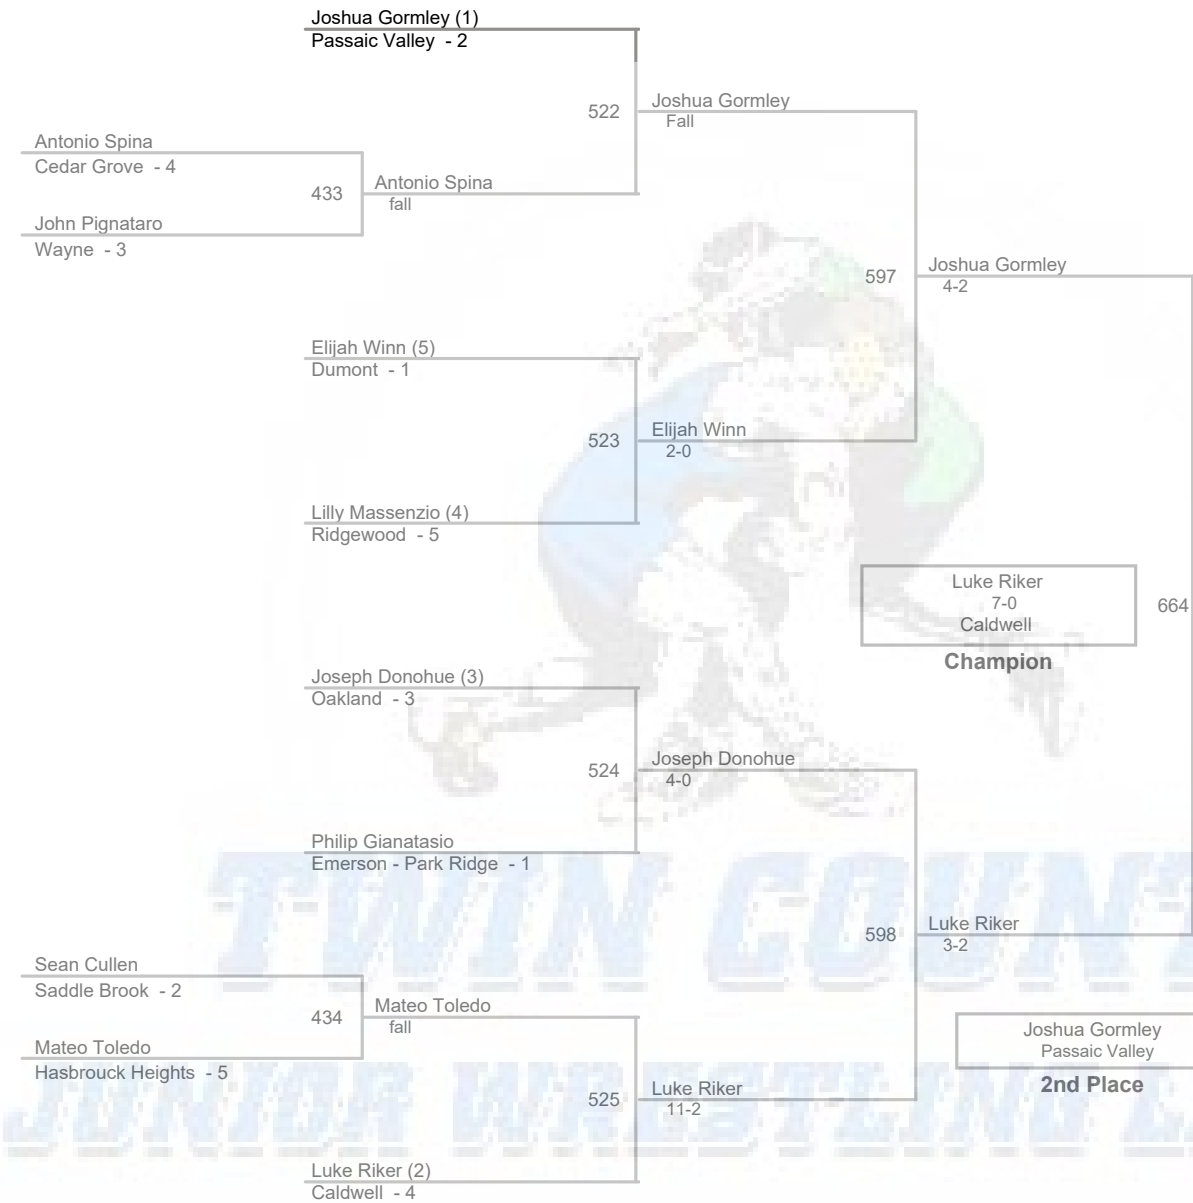 Joshua Gormley (1)
Passaic Valley - 2
522
Joshua Gormley
Fall
Antonio Spina
Cedar Grove - 4
433
Antonio Spina
fall
John Pignataro
Wayne - 3
597
Joshua Gormley
4-2
Elijah Winn (5)
Dumont - 1
523
Elijah Winn
2-0
Lilly Massenzio (4)
Ridgewood - 5
Luke Riker
7-0
Caldwell
664
Champion
Joseph Donohue (3)
Oakland - 3
524
Joseph Donohue
4-0
Philip Gianatasio
Emerson - Park Ridge - 1
TWIN COUNT
598
Luke Riker
3-2
Sean Cullen
Saddle Brook - 2
434
Mateo Toledo
fall
Mateo Toledo
Hasbrouck Heights - 5
Joshua Gormley
Passaic Valley
2nd Place
JUNIOR WRESTLING L
525
Luke Riker
11-2
Luke Riker (2)
Caldwell - 4